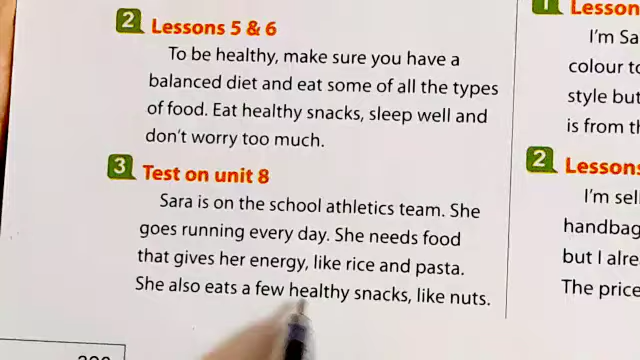 2 Lessons 5 & 6
To be healthy, make sure you have a
balanced diet and eat some of all the types
of food. Eat healthy snacks, sleep well and
don't worry too much.
3 Test on unit 8
Sara is on the school athletics team. She
goes running every day. She needs food
that gives her energy, like rice and pasta.
She also eats a few healthy snacks, like nuts.
1 Lesson
I'm Sa
colour to
style but
is from th
2 Lessons
I'm sel
handbag
but I alre
The price